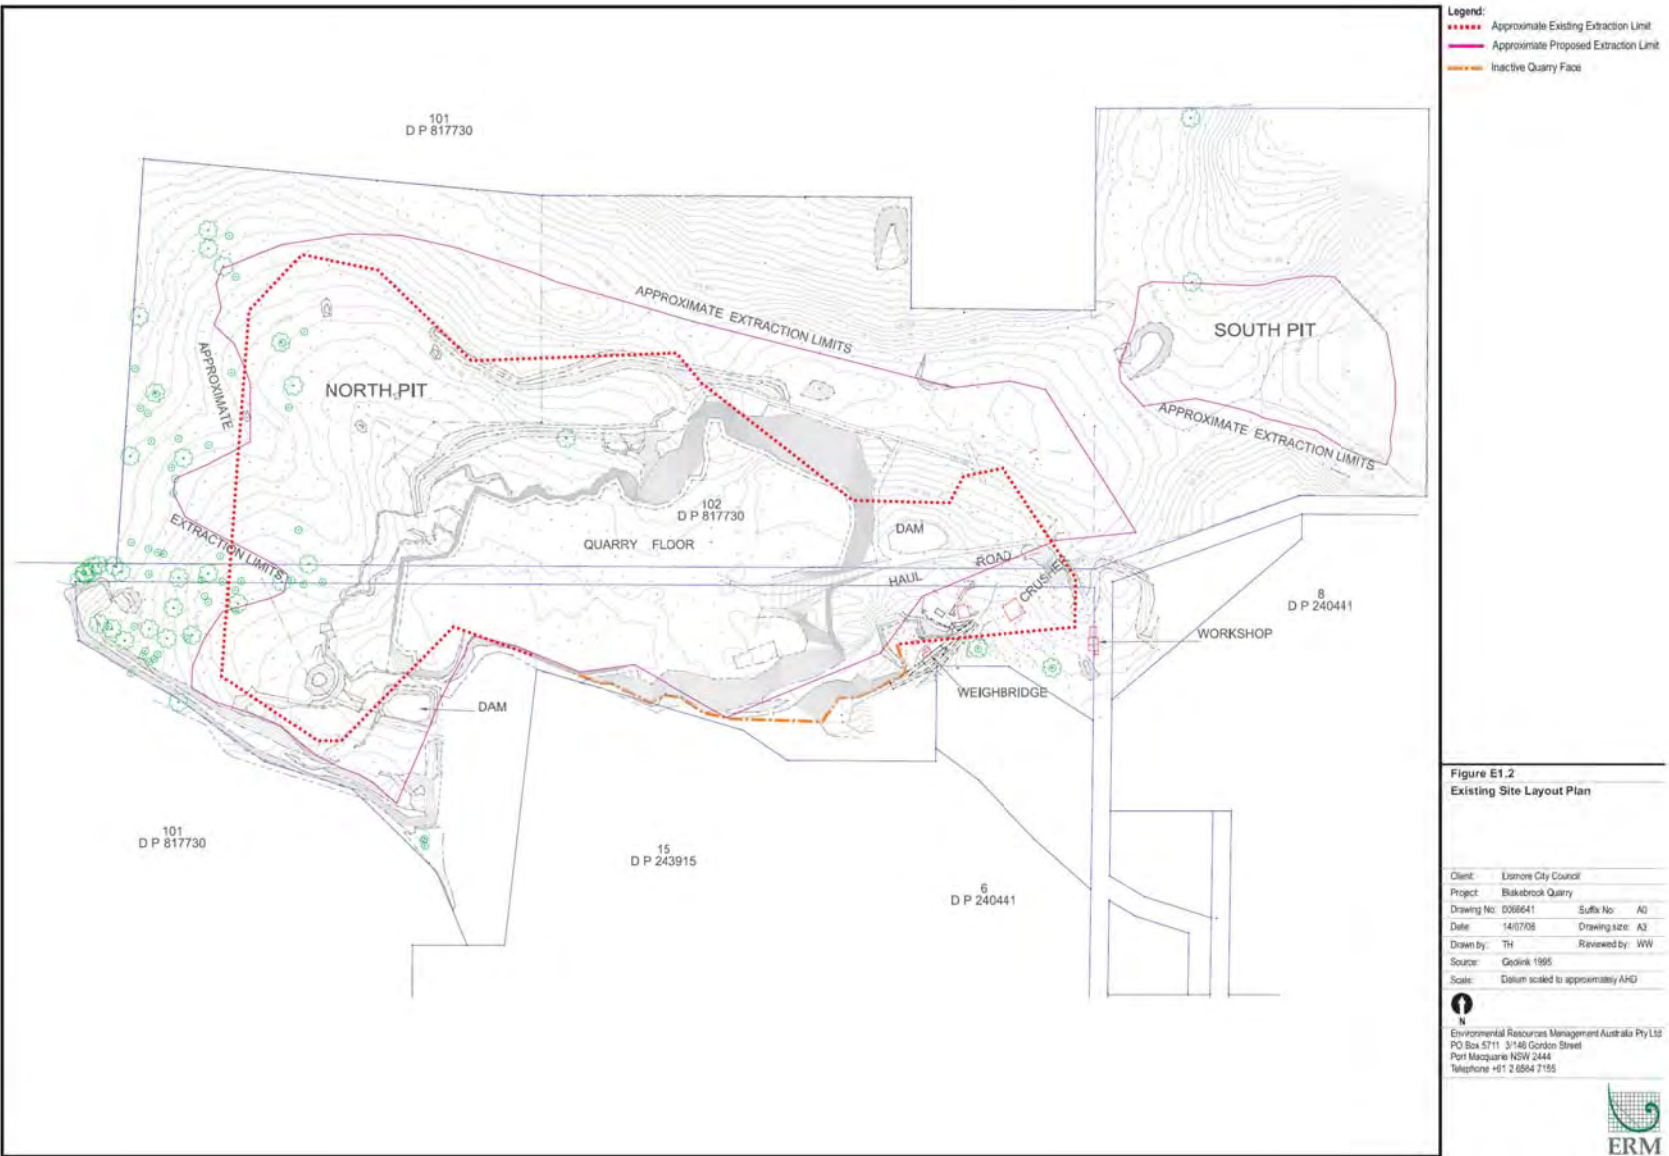 Legend:
Approximate Existing Extraction Limit
Approximate Proposed Extraction Limit
Inactive Quarry Face
101
D P 817730
APPROXIMATE EXTRACTION LIMITS
SOUTH PIT
APPROXIMATE
NORTH PIT
APPROXIMATE EXTRACTION LIMITS
102
D P 817730
EXTRACTION LIMITS
QUARRY FLOOR
DAM
HAUL ROAD
CRUSHER
8
D P 240441
WORKSHOP
WEIGHBRIDGE
DAM
101
D P 817730
15
D P 243915
6
D P 240441
Figure E1.2
Existing Site Layout Plan
Client: Lismore City Council
Project: Blakebrook Quarry
Drawing No: 0066641 Suffix No: A0
Date: 14/07/08 Drawing size: A3
Drawn by: TH Reviewed by: WW
Source: Geolink 1995
Scale: Datum scaled to approximately AHD
N
Environmental Resources Management Australia Pty Ltd
PO Box 5711 3/146 Gordon Street
Port Macquarie NSW 2444
Telephone +61 2 6584 7155
ERM